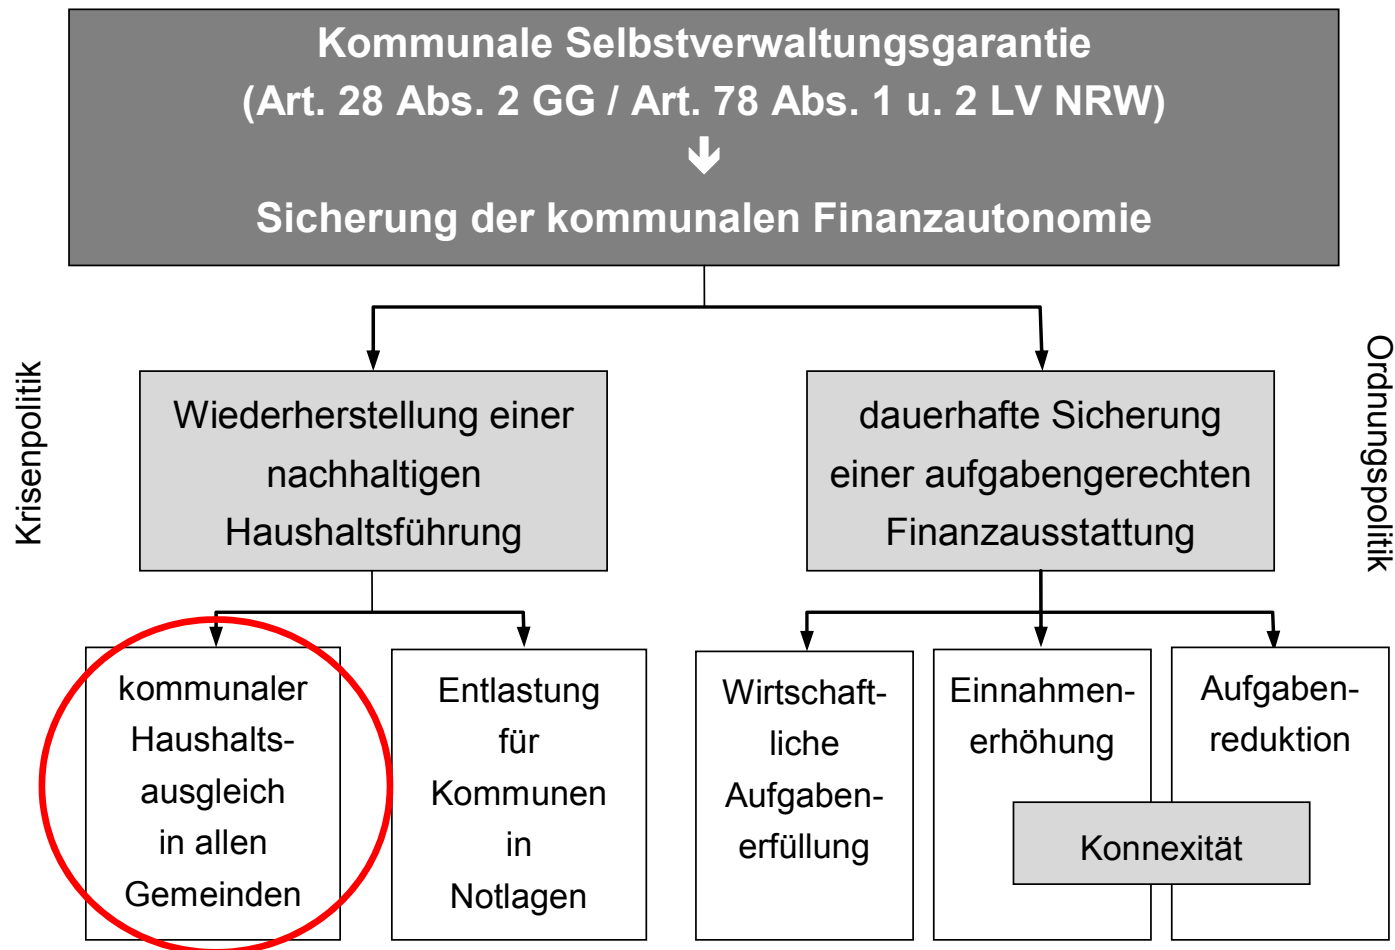 Kommunale Selbstverwaltungsgarantie
(Art. 28 Abs. 2 GG / Art. 78 Abs. 1 u. 2 LV NRW)
Sicherung der kommunalen Finanzautonomie
Krisenpolitik
Wiederherstellung einer
nachhaltigen
Haushaltsführung
dauerhafte Sicherung
einer aufgabengerechten
Finanzausstattung
Ordnungspolitik
kommunaler
Haushalts-
ausgleich
in allen
Gemeinden
Entlastung
für
Kommunen
in
Notlagen
Wirtschaft-
liche
Aufgaben-
erfüllung
Einnahmen-
erhöhung
Aufgaben-
reduktion
Konnexität